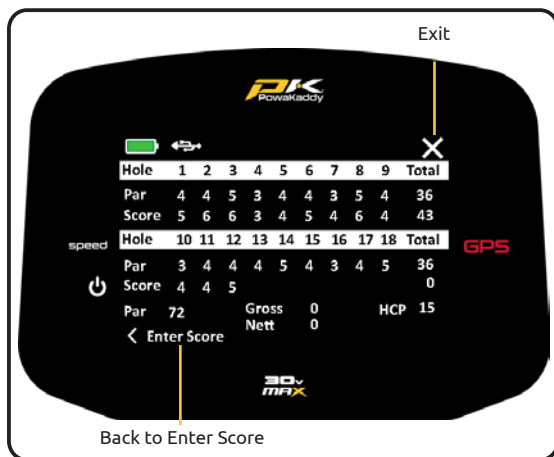 Exit
PK
PowaKaddy
X
Hole 1 2 3 4 5 6 7 8 9 Total
Par 4 4 5 3 4 4 3 5 4 36
Score 5 6 6 3 4 5 4 6 4 43
speed
Hole 10 11 12 13 14 15 16 17 18 Total
GPS
Par 3 4 4 4 5 4 3 4 5 36
Score 4 4 5 0
Par 72 Gross 0 HCP 15
Nett 0
< Enter Score
30v
MAX
Back to Enter Score